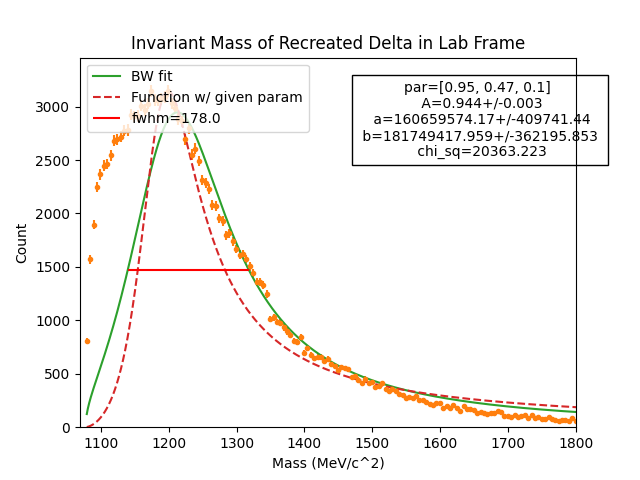 Invariant Mass of Recreated Delta in Lab Frame
BW fit
Function w/ given param
fwhm=178.0
par=[0.95, 0.47, 0.1]
A=0.944+/-0.003
a=160659574.17+/-409741.44
b=181749417.959+/-362195.853
chi_sq=20363.223
Count
3000
2500
2000
1500
1000
500
0
1100 1200 1300 1400 1500 1600 1700 1800
Mass (MeV/c^2)